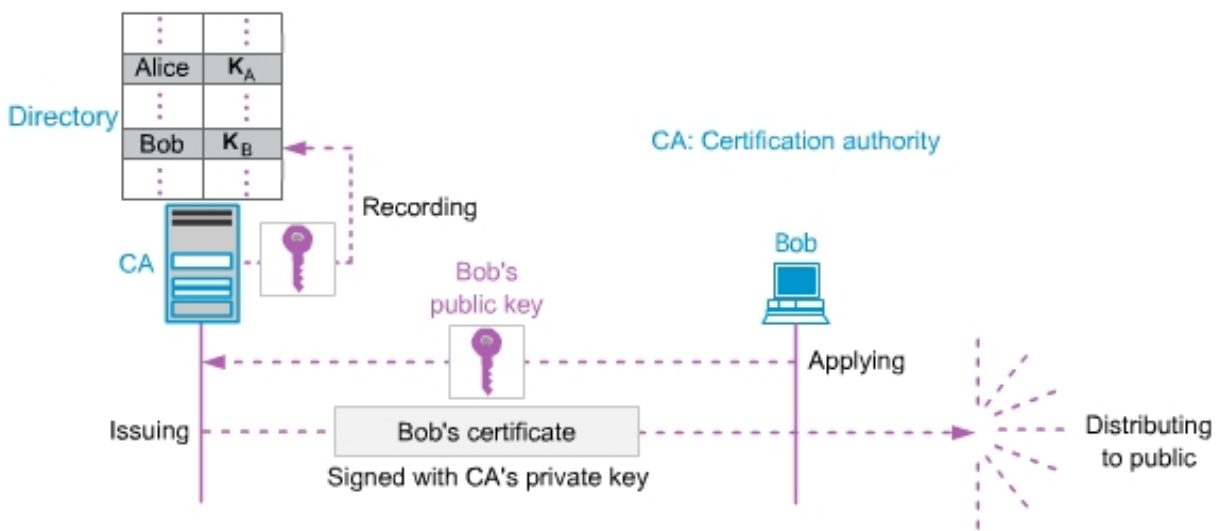 Alice K_A
Directory
Bob K_B
CA: Certification authority
Recording
CA
Bob
Bob's
public key
Applying
Issuing
Bob's certificate
Distributing
to public
Signed with CA's private key